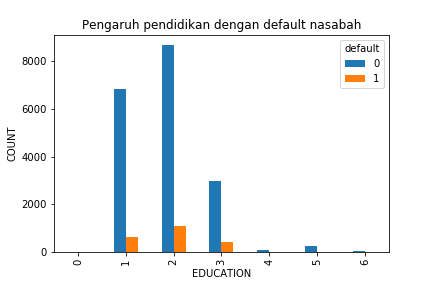 Pengaruh pendidikan dengan default nasabah
default
0
1
8000
6000
4000
2000
0
COUNT
0 1 2 3 4 5 6
EDUCATION